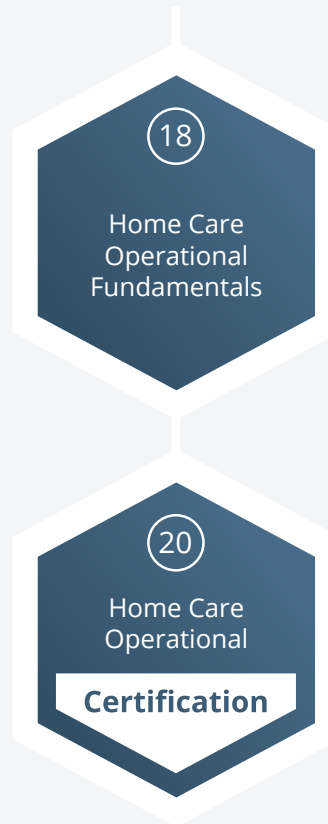 18
Home Care
Operational
Fundamentals
20
Home Care
Operational
Certification